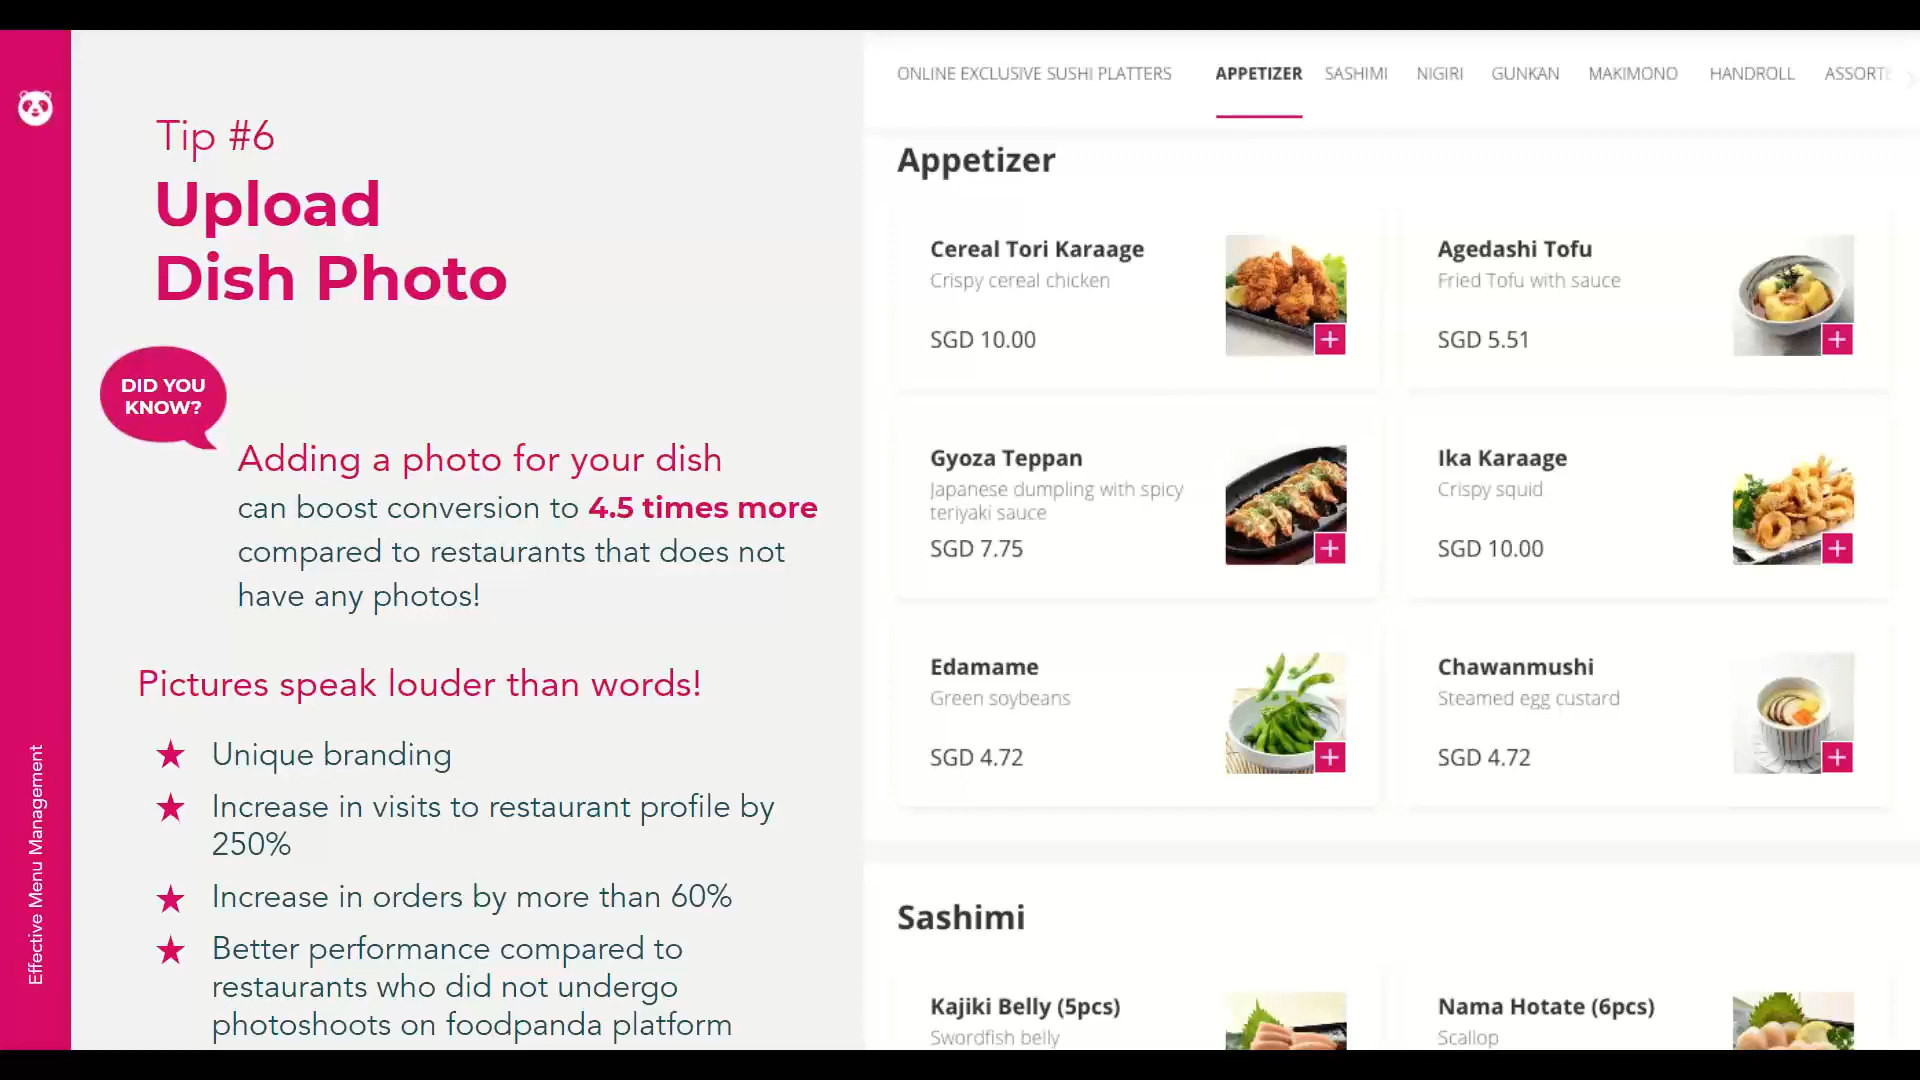 Tip #6
Upload
Dish Photo
DID YOU
KNOW?
Adding a photo for your dish
can boost conversion to 4.5 times more
compared to restaurants that does not
have any photos!
Pictures speak louder than words!
Unique branding
Increase in visits to restaurant profile by
250%
Increase in orders by more than 60%
Better performance compared to
restaurants who did not undergo
photoshoots on foodpanda platform
Effective Menu Management
ONLINE EXCLUSIVE SUSHI PLATTERS APPETIZER SASHIMI NIGIRI GUNKAN MAKIMONO HANDROLL ASSORTE
Appetizer
Cereal Tori Karaage
Crispy cereal chicken
SGD 10.00
Agedashi Tofu
Fried Tofu with sauce
SGD 5.51
Gyoza Teppan
Japanese dumpling with spicy
teriyaki sauce
SGD 7.75
Ika Karaage
Crispy squid
SGD 10.00
Edamame
Green soybeans
SGD 4.72
Chawanmushi
Steamed egg custard
SGD 4.72
Sashimi
Kajiki Belly (5pcs)
Swordfish belly
Nama Hotate (6pcs)
Scallop